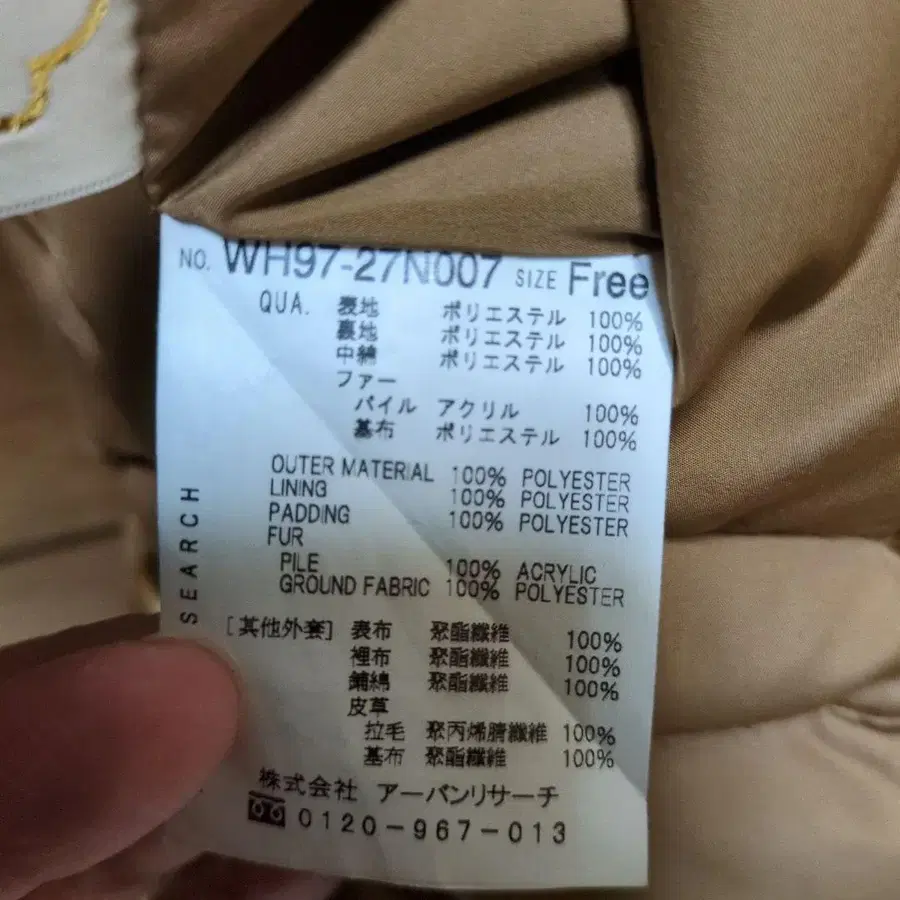 NO. WH97-27N007 SIZE Free
QUA. 表地 ポリエステル 100%
裏地 ポリエステル 100%
中綿 ポリエステル 100%
ファー
パイル アクリル 100%
基布 ポリエステル 100%
OUTER MATERIAL 100% POLYESTER
LINING 100% POLYESTER
PADDING 100% POLYESTER
FUR
PILE 100% ACRYLIC
GROUND FABRIC 100% POLYESTER
SEARCH
[其他外套] 表布 聚酯纖維 100%
裡布 聚酯纖維 100%
鋪綿 聚酯纖維 100%
皮草
拉毛 聚丙烯腈纖維 100%
基布 聚酯纖維 100%
株式会社 アーバンリサーチ
0120-967-013